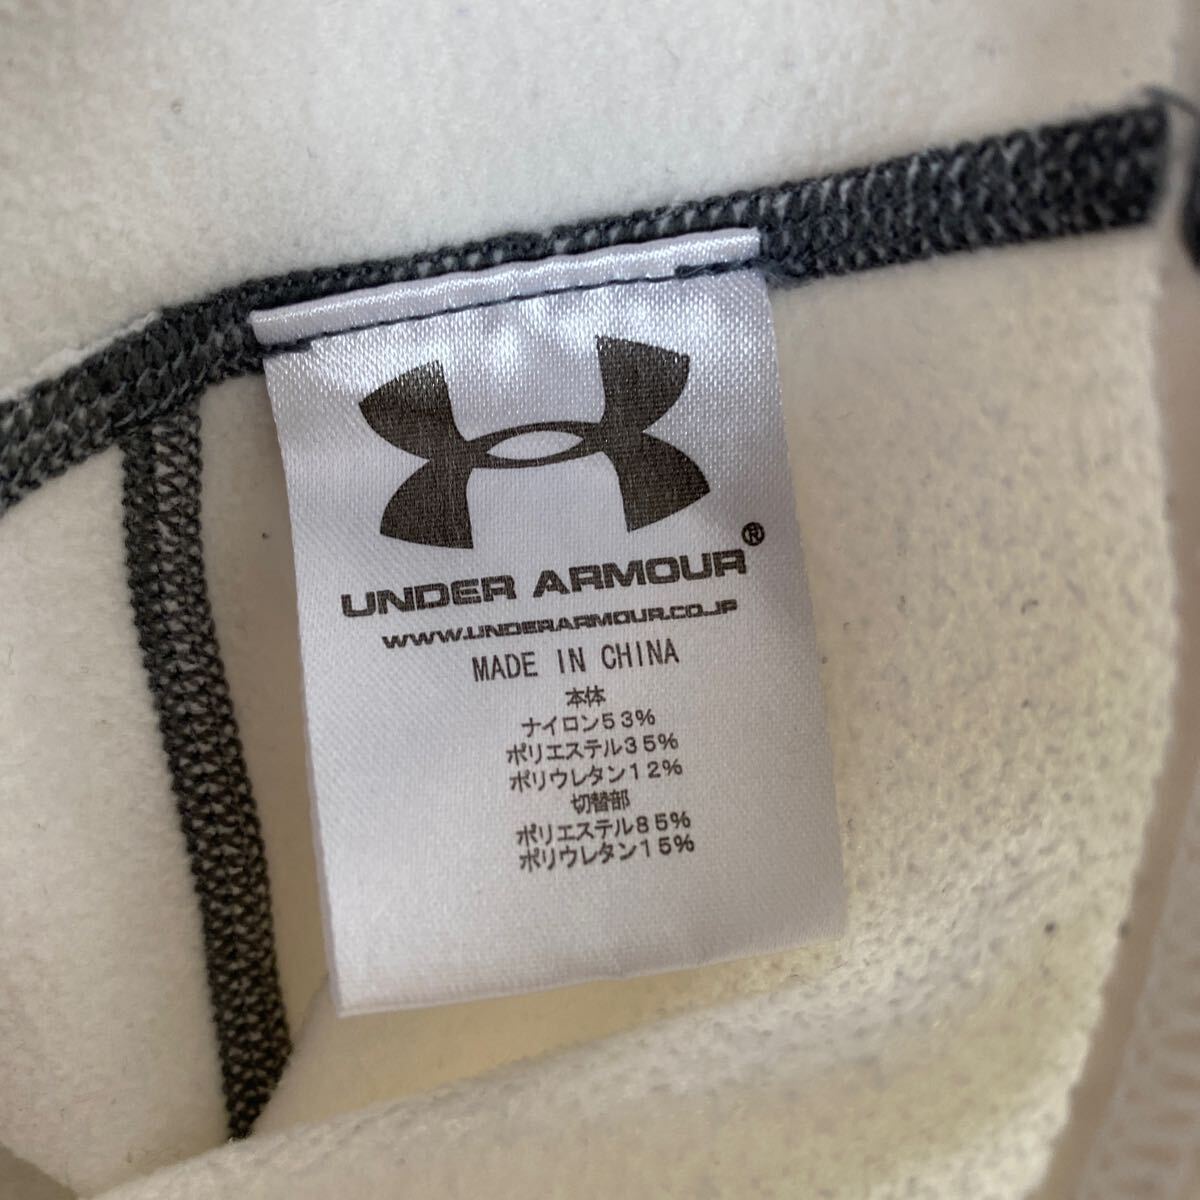 UNDER ARMOUR®
WWW.UNDERARMOUR.CO.JP
MADE IN CHINA
本体
ナイロン53%
ポリエステル35%
ポリウレタン12%
切替部
ポリエステル85%
ポリウレタン15%